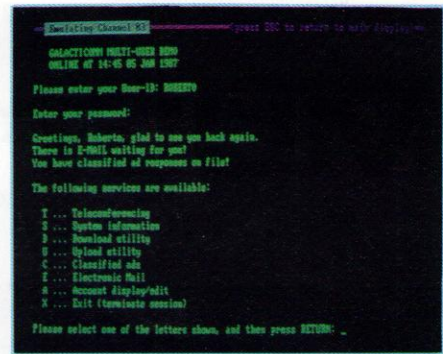 Emulating Channel 03 (press ESC to return to main display)
GALACTICOMM MULTI-USER DEMO
ONLINE AT 14:45 05 JAN 1987
Please enter your User-ID: ROBERTO
Enter your password:
Greetings, Roberto, glad to see you back again.
There is E-MAIL waiting for you!
You have classified ad responses on file!
The following services are available:
T ... Teleconferencing
S ... System information
D ... Download utility
U ... Upload utility
C ... Classified ads
E ... Electronic Mail
A ... Account display/edit
X ... Exit (terminate session)
Please select one of the letters shown, and then press RETURN: _